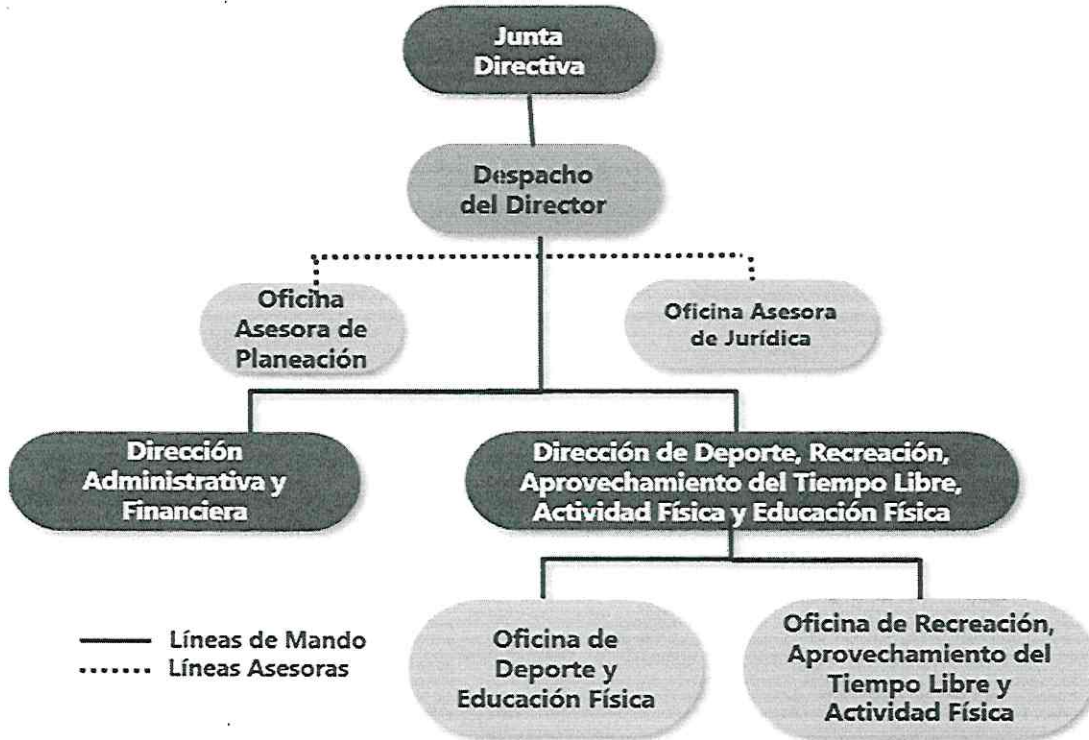 Junta
Directiva
Despacho
del Director
Oficina
Asesora de
Planeación
Oficina Asesora
de Jurídica
Dirección
Administrativa y
Financiera
Dirección de Deporte, Recreación,
Aprovechamiento del Tiempo Libre,
Actividad Física y Educación Física
Líneas de Mando
Líneas Asesoras
Oficina de
Deporte y
Educación Física
Oficina de Recreación,
Aprovechamiento del
Tiempo Libre y
Actividad Física